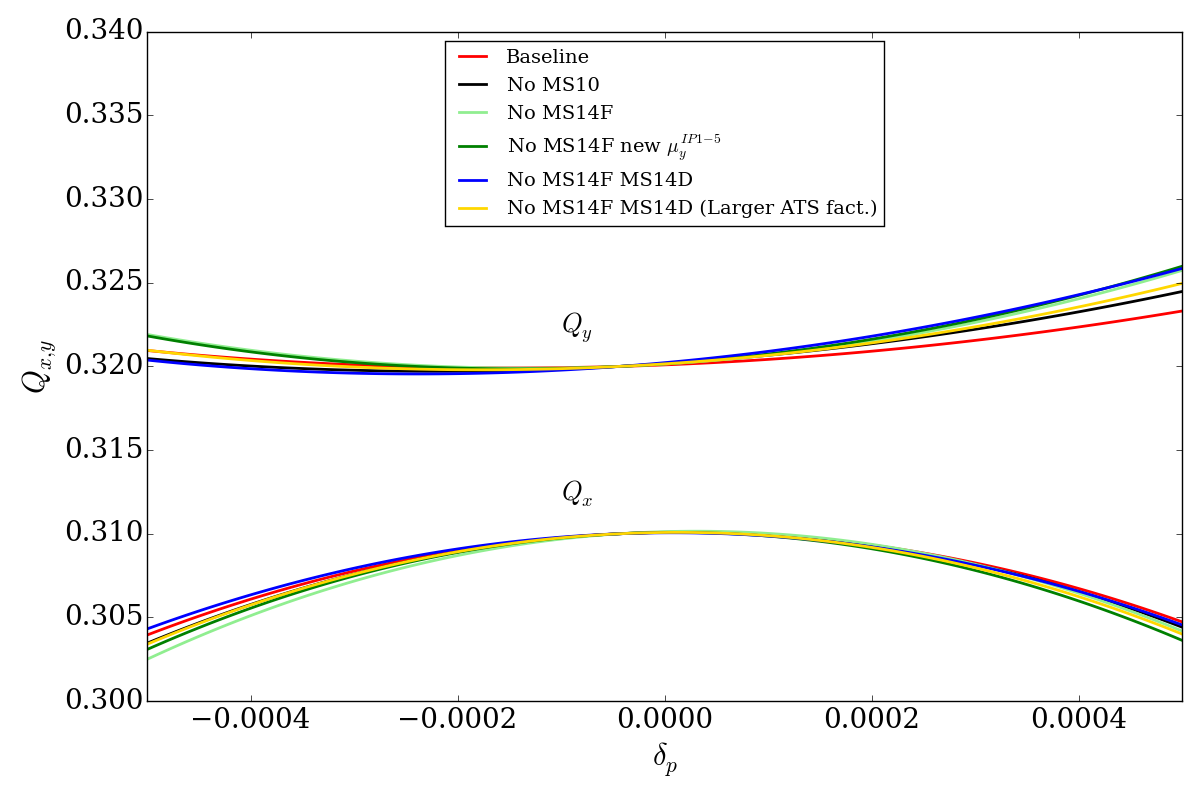 0.340
0.335
0.330
0.325
0.320
0.315
0.310
0.305
0.300
Q_{x,y}
Baseline
No MS10
No MS14F
No MS14F new μ_y^{IP1−5}
No MS14F MS14D
No MS14F MS14D (Larger ATS fact.)
Q_y
Q_x
−0.0004 −0.0002 0.0000 0.0002 0.0004
δ_p